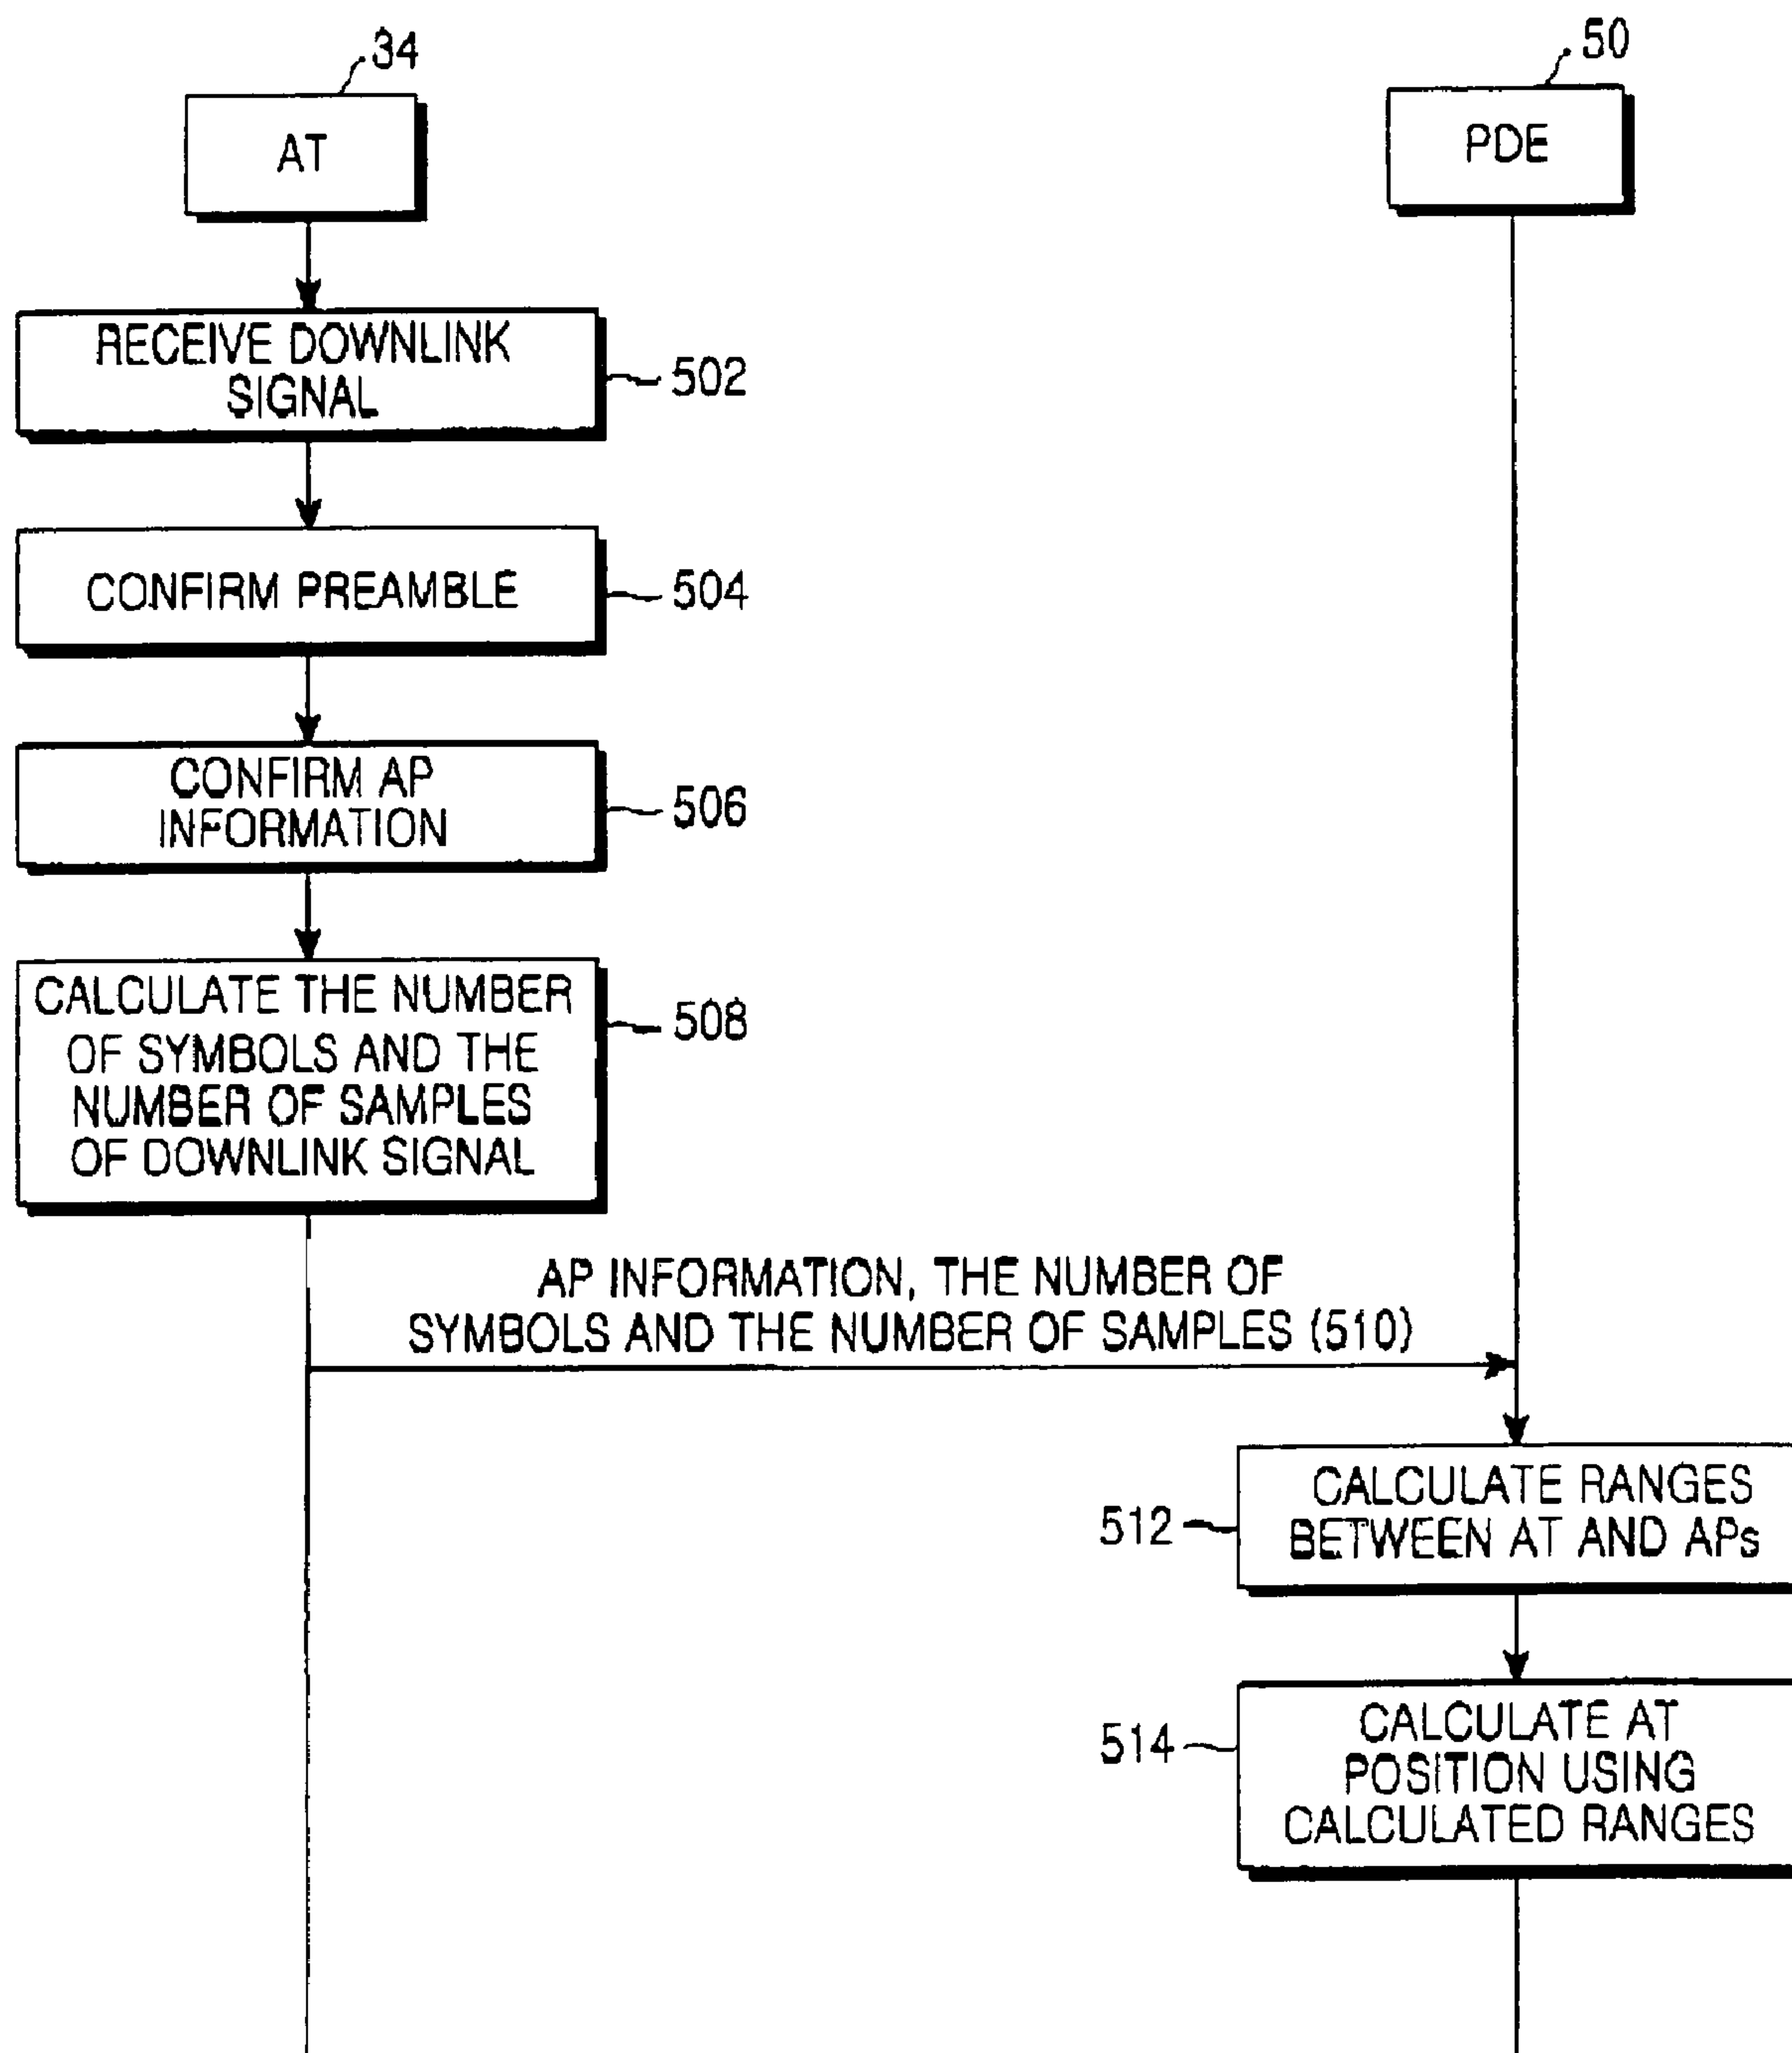 34
50
AT
PDE
RECEIVE DOWNLINK
SIGNAL
502
CONFIRM PREAMBLE
504
CONFIRM AP
INFORMATION
506
CALCULATE THE NUMBER
OF SYMBOLS AND THE
NUMBER OF SAMPLES
OF DOWNLINK SIGNAL
508
AP INFORMATION, THE NUMBER OF
SYMBOLS AND THE NUMBER OF SAMPLES (510)
CALCULATE RANGES
BETWEEN AT AND APs
512
CALCULATE AT
POSITION USING
CALCULATED RANGES
514